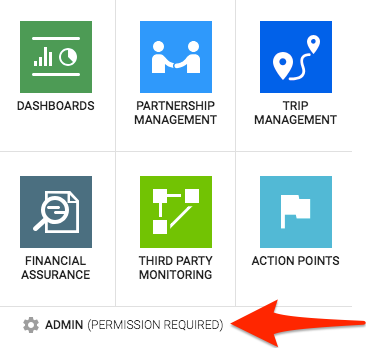 DASHBOARDS
PARTNERSHIP
MANAGEMENT
TRIP
MANAGEMENT
FINANCIAL
ASSURANCE
THIRD PARTY
MONITORING
ACTION POINTS
ADMIN (PERMISSION REQUIRED)